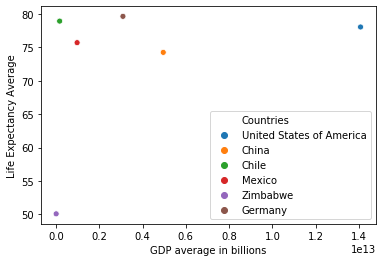 80
75
70
65
60
55
50
Life Expectancy Average
Countries
United States of America
China
Chile
Mexico
Zimbabwe
Germany
0.0 0.2 0.4 0.6 0.8 1.0 1.2 1.4
1e13
GDP average in billions